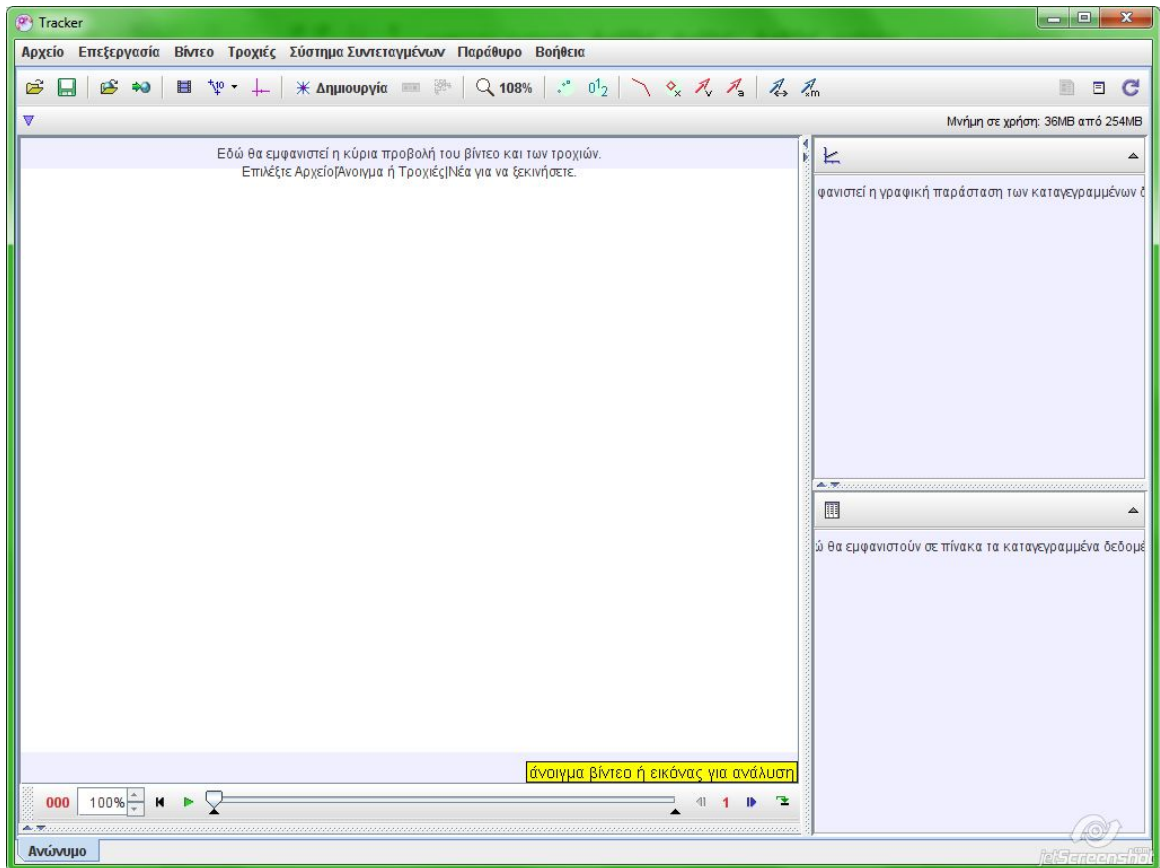 Tracker
Αρχείο Επεξεργασία Βίντεο Τροχιές Σύστημα Συντεταγμένων Παράθυρο Βοήθεια
Δημιουργία 108%
Μνήμη σε χρήση: 36MB από 254MB
Εδώ θα εμφανιστεί η κύρια προβολή του βίντεο και των τροχιών.
Επιλέξτε Αρχείο|Άνοιγμα ή Τροχιές|Νέα για να ξεκινήσετε.
φανιστεί η γραφική παράσταση των καταγεγραμμένων δ
ώ θα εμφανιστούν σε πίνακα τα καταγεγραμμένα δεδομέ
άνοιγμα βίντεο ή εικόνας για ανάλυση
000 100% 1
Ανώνυμο
jetScreenshot